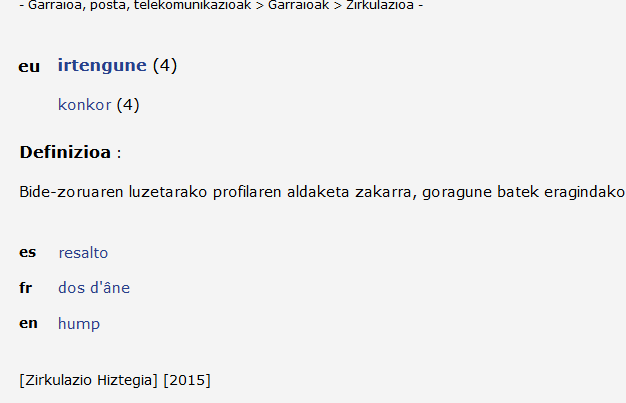 - Garraioa, posta, telekomunikazioak > Garraioak > Zirkulazioa -
eu irtengune (4)
konkor (4)
Definizioa :
Bide-zoruaren luzetarako profilaren aldaketa zakarra, goragune batek eragindako
es resalto
fr dos d'âne
en hump
[Zirkulazio Hiztegia] [2015]